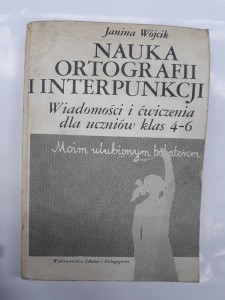 Janina Wójcik
NAUKA
ORTOGRAFII
I INTERPUNKCJI
Wiadomości i ćwiczenia
dla uczniów klas 4-6
Moim ulubionym bohaterem
Wydawnictwa Szkolne i Pedagogiczne